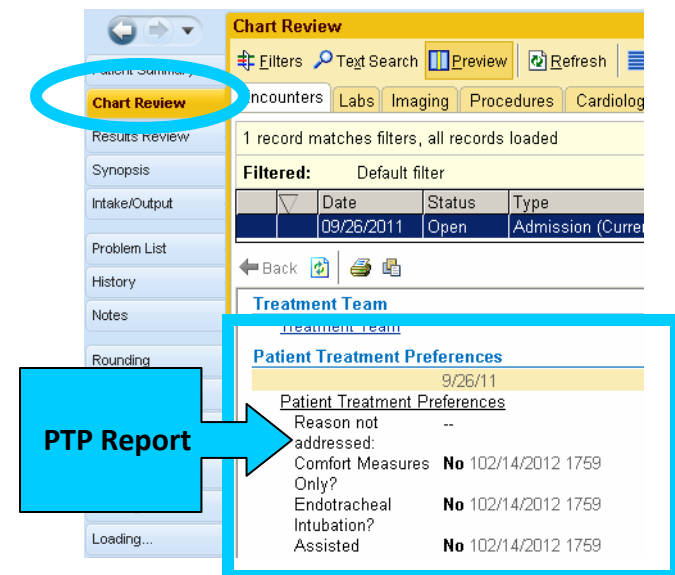 Chart Review
Filters Text Search Preview Refresh
Patient Summary
Chart Review
Results Review
Synopsis
Intake/Output
Problem List
History
Notes
Rounding
Loading...
Encounters Labs Imaging Procedures
1 record matches filters, all records loaded
Filtered: Default filter
Date Status Type
09/26/2011 Open Admission
Back
Treatment Team
Treatment Team
Patient Treatment Preferences
9/26/11
Patient Treatment Preferences
Reason not --
addressed:
Comfort Measures No 102/14/2012 1759
Only?
Endotracheal No 102/14/2012 1759
Intubation?
Assisted No 102/14/2012 1759
PTP Report